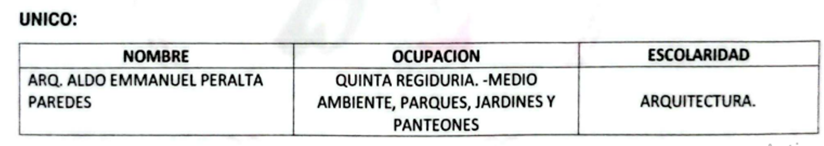 UNICO:
NOMBRE OCUPACION ESCOLARIDAD
ARQ. ALDO EMMANUEL PERALTA
PAREDES
QUINTA REGIDURIA. -MEDIO
AMBIENTE, PARQUES, JARDINES Y
PANTEONES
ARQUITECTURA.